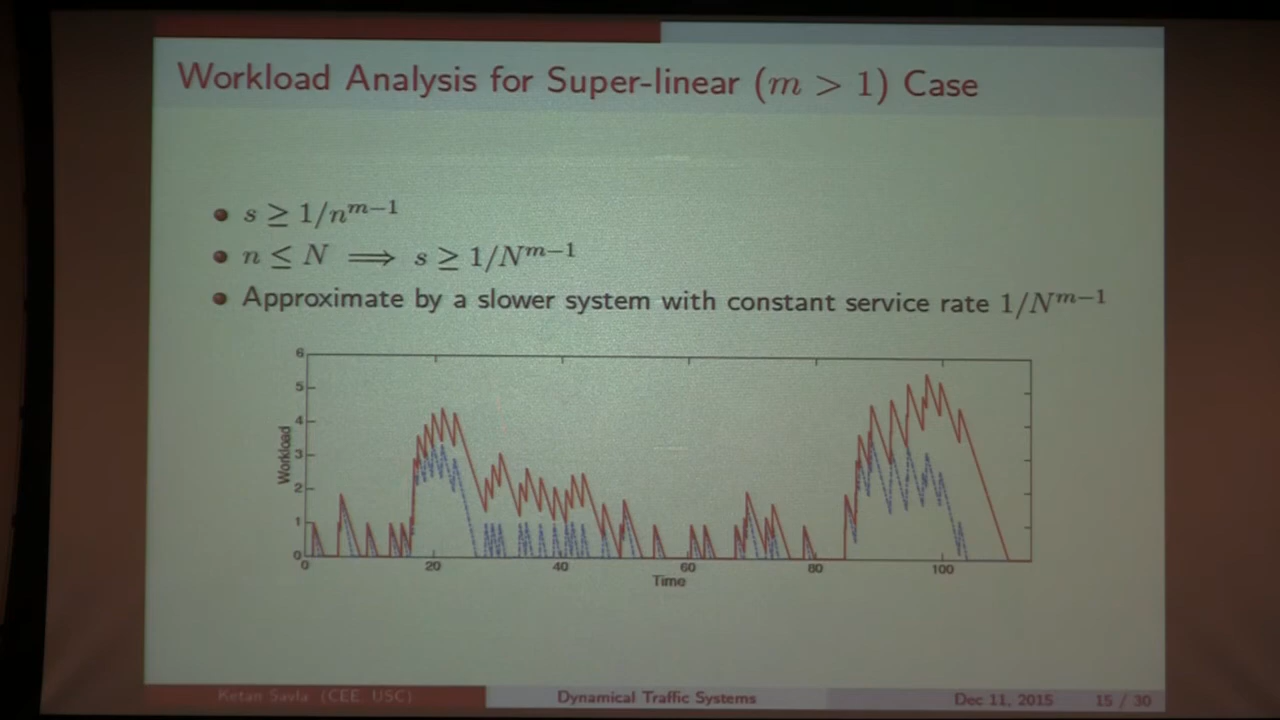 Workload Analysis for Super-linear (m > 1) Case
s ≥ 1/n^{m−1}
n ≤ N ⟹ s ≥ 1/N^{m−1}
Approximate by a slower system with constant service rate 1/N^{m−1}
6
5
4
3
2
1
0
Workload
0 20 40 60 80 100
Time
Ketan Savla (CEE, USC) Dynamical Traffic Systems Dec 11, 2015 15 / 30